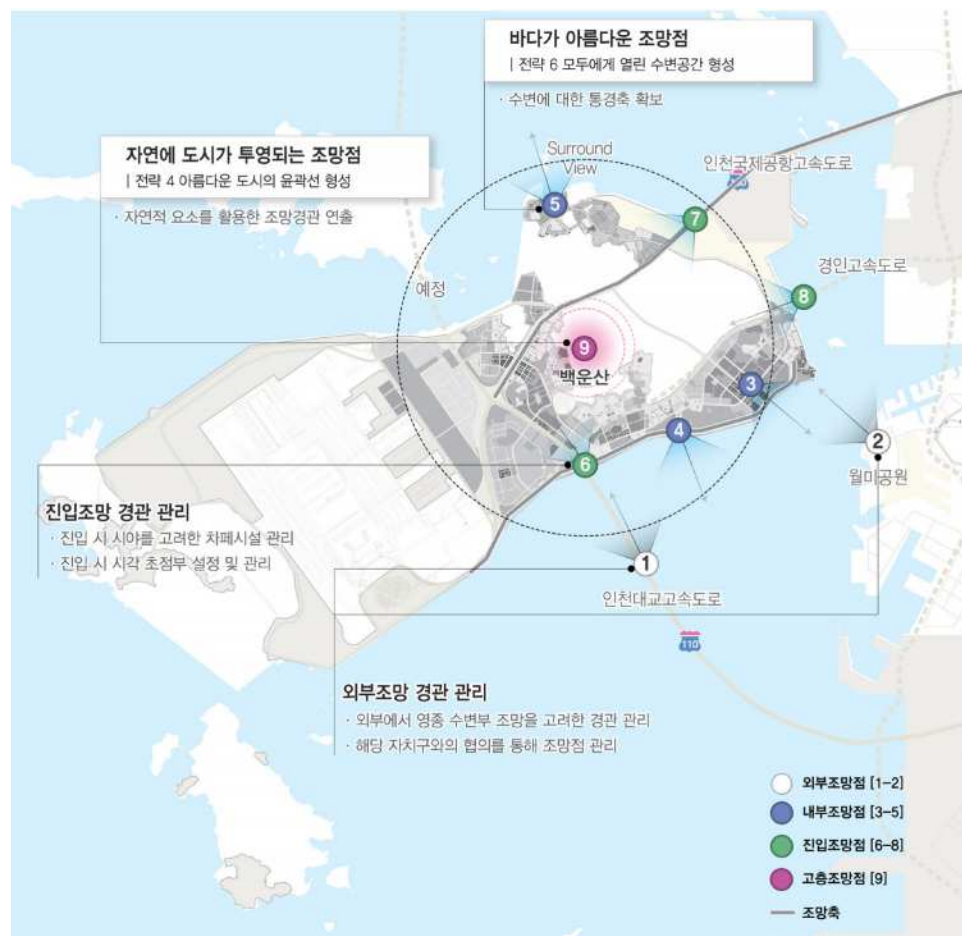 바다가 아름다운 조망점
| 전략 6 모두에게 열린 수변공간 형성
· 수변에 대한 통경축 확보
자연에 도시가 투영되는 조망점
| 전략 4 아름다운 도시의 윤곽선 형성
· 자연적 요소를 활용한 조망경관 연출
Surround
View
인천국제공항고속도로
5
7
예정
경인고속도로
8
9
백운산
3
4
2
월미공원
6
진입조망 경관 관리
· 진입 시 시야를 고려한 차폐시설 관리
· 진입 시 시각 초점부 설정 및 관리
1
인천대교고속도로
110
외부조망 경관 관리
· 외부에서 영종 수변부 조망을 고려한 경관 관리
· 해당 자치구와의 협의를 통해 조망점 관리
외부조망점 [1-2]
내부조망점 [3-5]
진입조망점 [6-8]
고층조망점 [9]
조망축